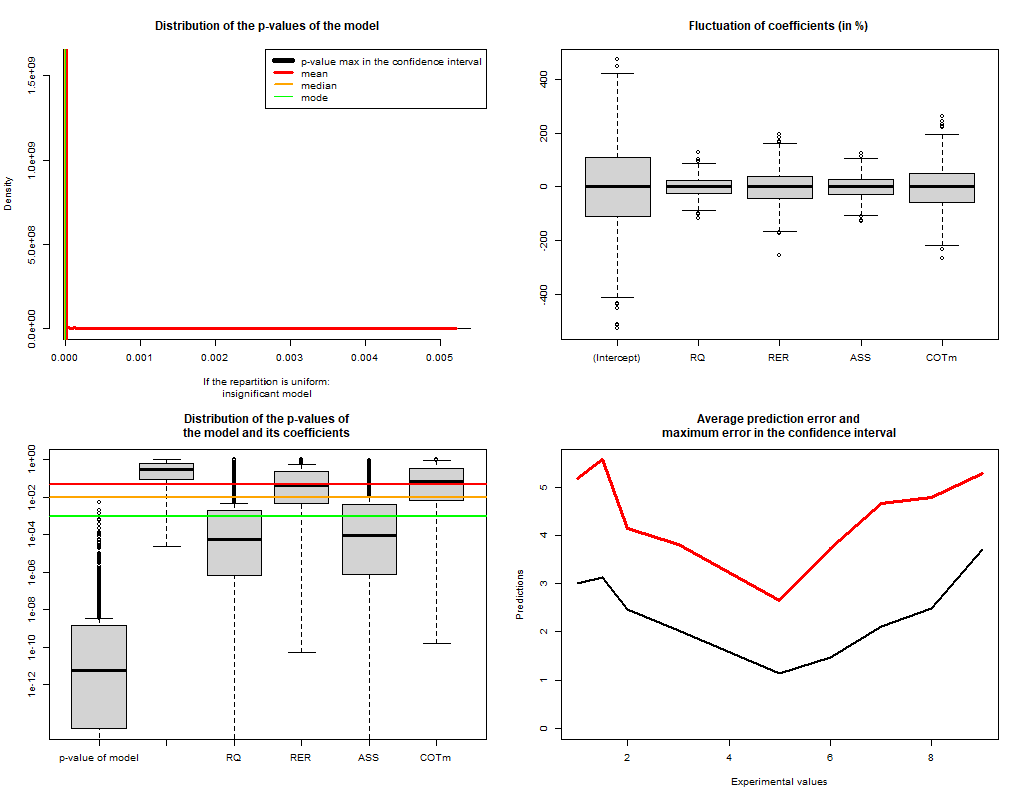 Distribution of the p-values of the model
p-value max in the confidence interval
mean
median
mode
Density
1.5e+09
1.0e+09
5.0e+08
0.0e+00
0.000 0.001 0.002 0.003 0.004 0.005
If the repartition is uniform:
insignificant model
Fluctuation of coefficients (in %)
400
200
0
-200
-400
(Intercept) RQ RER ASS COTm
Distribution of the p-values of
the model and its coefficients
1e+00
1e-02
1e-04
1e-06
1e-08
1e-10
1e-12
p-value of model RQ RER ASS COTm
Average prediction error and
maximum error in the confidence interval
Predictions
5
4
3
2
1
0
2 4 6 8
Experimental values